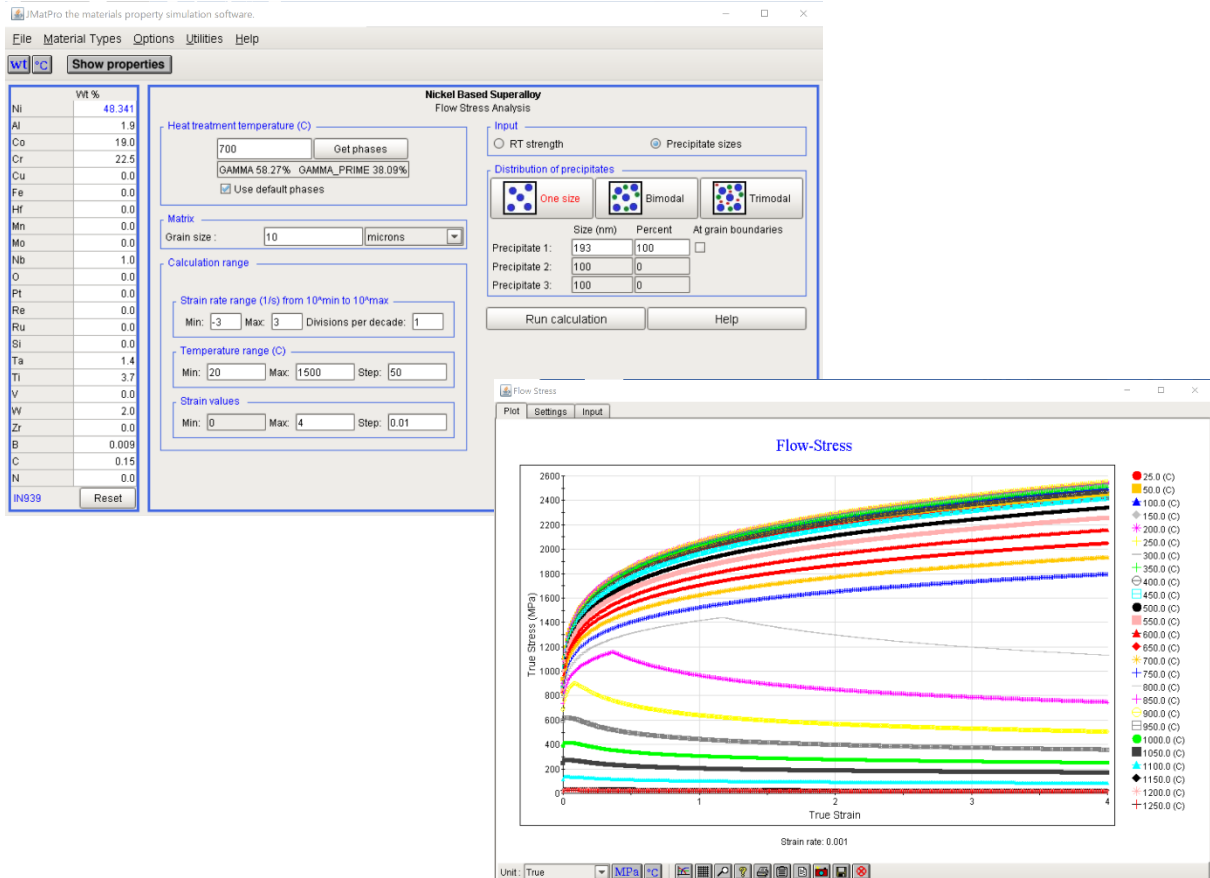 JMatPro the materials property simulation software.
File Material Types Options Utilities Help
wt °C Show properties
Wt %
Ni 48.341
Al 1.9
Co 19.0
Cr 22.5
Cu 0.0
Fe 0.0
Hf 0.0
Mn 0.0
Mo 0.0
Nb 1.0
O 0.0
Pt 0.0
Re 0.0
Ru 0.0
Si 0.0
Ta 1.4
Ti 3.7
V 0.0
W 2.0
Zr 0.0
B 0.009
C 0.15
N 0.0
IN939 Reset
Nickel Based Superalloy
Flow Stress Analysis
Heat treatment temperature (C)
700 Get phases
GAMMA 58.27% GAMMA_PRIME 38.09%
Use default phases
Matrix
Grain size : 10 microns
Calculation range
Strain rate range (1/s) from 10^min to 10^max
Min: -3 Max: 3 Divisions per decade: 1
Temperature range (C)
Min: 20 Max: 1500 Step: 50
Strain values
Min: 0 Max: 4 Step: 0.01
Input
RT strength Precipitate sizes
Distribution of precipitates
One size Bimodal Trimodal
Size (nm) Percent At grain boundaries
Precipitate 1: 193 100
Precipitate 2: 100 0
Precipitate 3: 100 0
Run calculation Help
Flow Stress
Plot Settings Input
Flow-Stress
True Stress (MPa)
2600
2400
2200
2000
1800
1600
1400
1200
1000
800
600
400
200
0
0 1 2 3 4
True Strain
Strain rate: 0.001
25.0 (C)
50.0 (C)
100.0 (C)
150.0 (C)
200.0 (C)
250.0 (C)
300.0 (C)
350.0 (C)
400.0 (C)
450.0 (C)
500.0 (C)
550.0 (C)
600.0 (C)
650.0 (C)
700.0 (C)
750.0 (C)
800.0 (C)
850.0 (C)
900.0 (C)
950.0 (C)
1000.0 (C)
1050.0 (C)
1100.0 (C)
1150.0 (C)
1200.0 (C)
1250.0 (C)
Unit : True MPa °C